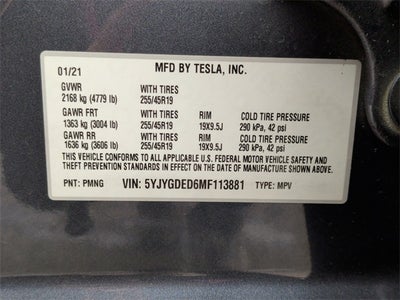 MFD BY TESLA, INC.
01/21
GVWR WITH TIRES
2168 kg (4779 lb) 255/45R19
GAWR FRT WITH TIRES RIM COLD TIRE PRESSURE
1363 kg (3004 lb) 255/45R19 19X9.5J 290 kPa, 42 psi
GAWR RR WITH TIRES RIM COLD TIRE PRESSURE
1636 kg (3606 lb) 255/45R19 19X9.5J 290 kPa, 42 psi
THIS VEHICLE CONFORMS TO ALL APPLICABLE U.S. FEDERAL MOTOR VEHICLE SAFETY AND
THEFT PREVENTION STANDARDS IN EFFECT ON THE DATE OF MANUFACTURE SHOWN ABOVE.
PNT: PMNG VIN: 5YJYGDED6MF113881 TYPE: MPV